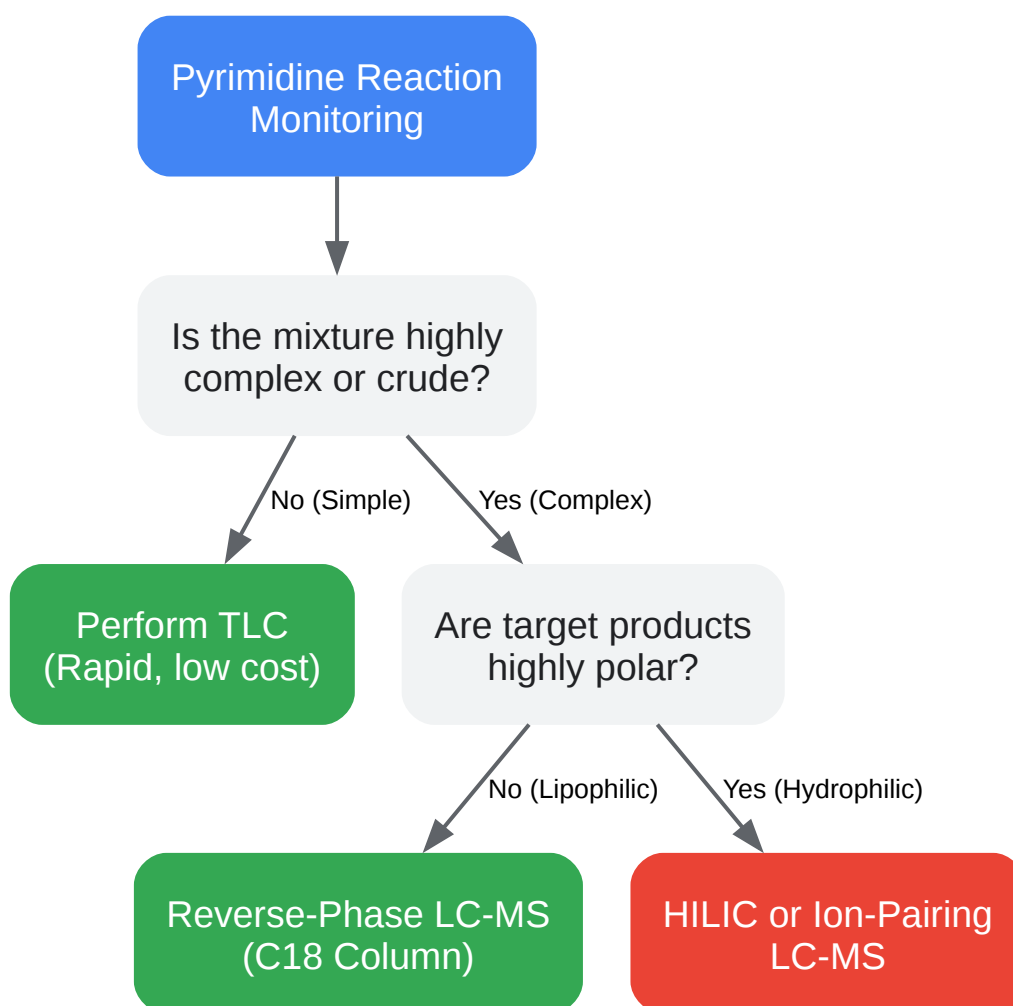 Pyrimidine Reaction
Monitoring
Is the mixture highly
complex or crude?
No (Simple)
Yes (Complex)
Perform TLC
(Rapid, low cost)
Are target products
highly polar?
No (Lipophilic)
Yes (Hydrophilic)
Reverse-Phase LC-MS
(C18 Column)
HILIC or Ion-Pairing
LC-MS